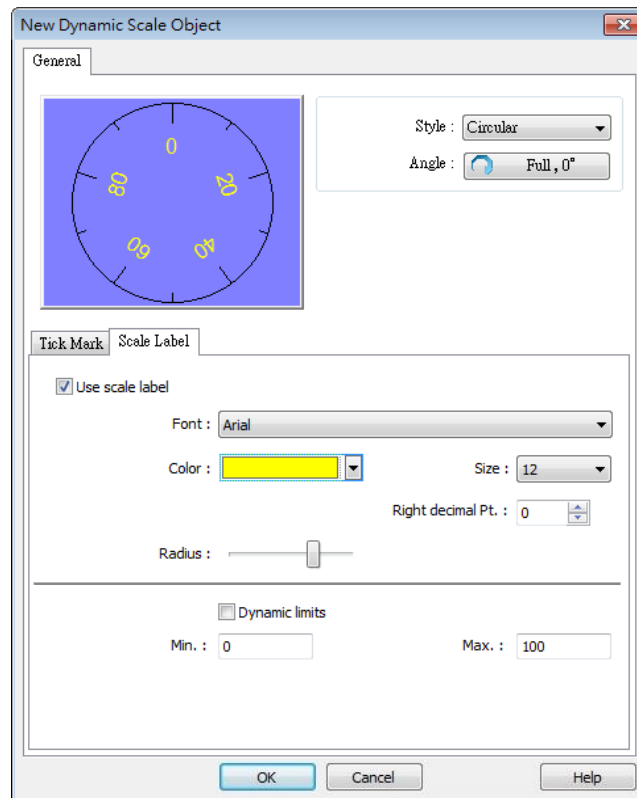 New Dynamic Scale Object
General
0
80
20
60
40
Style : Circular
Angle : Full , 0°
Tick Mark Scale Label
Use scale label
Font : Arial
Color : Size : 12
Right decimal Pt. : 0
Radius :
Dynamic limits
Min. : 0 Max. : 100
OK Cancel Help